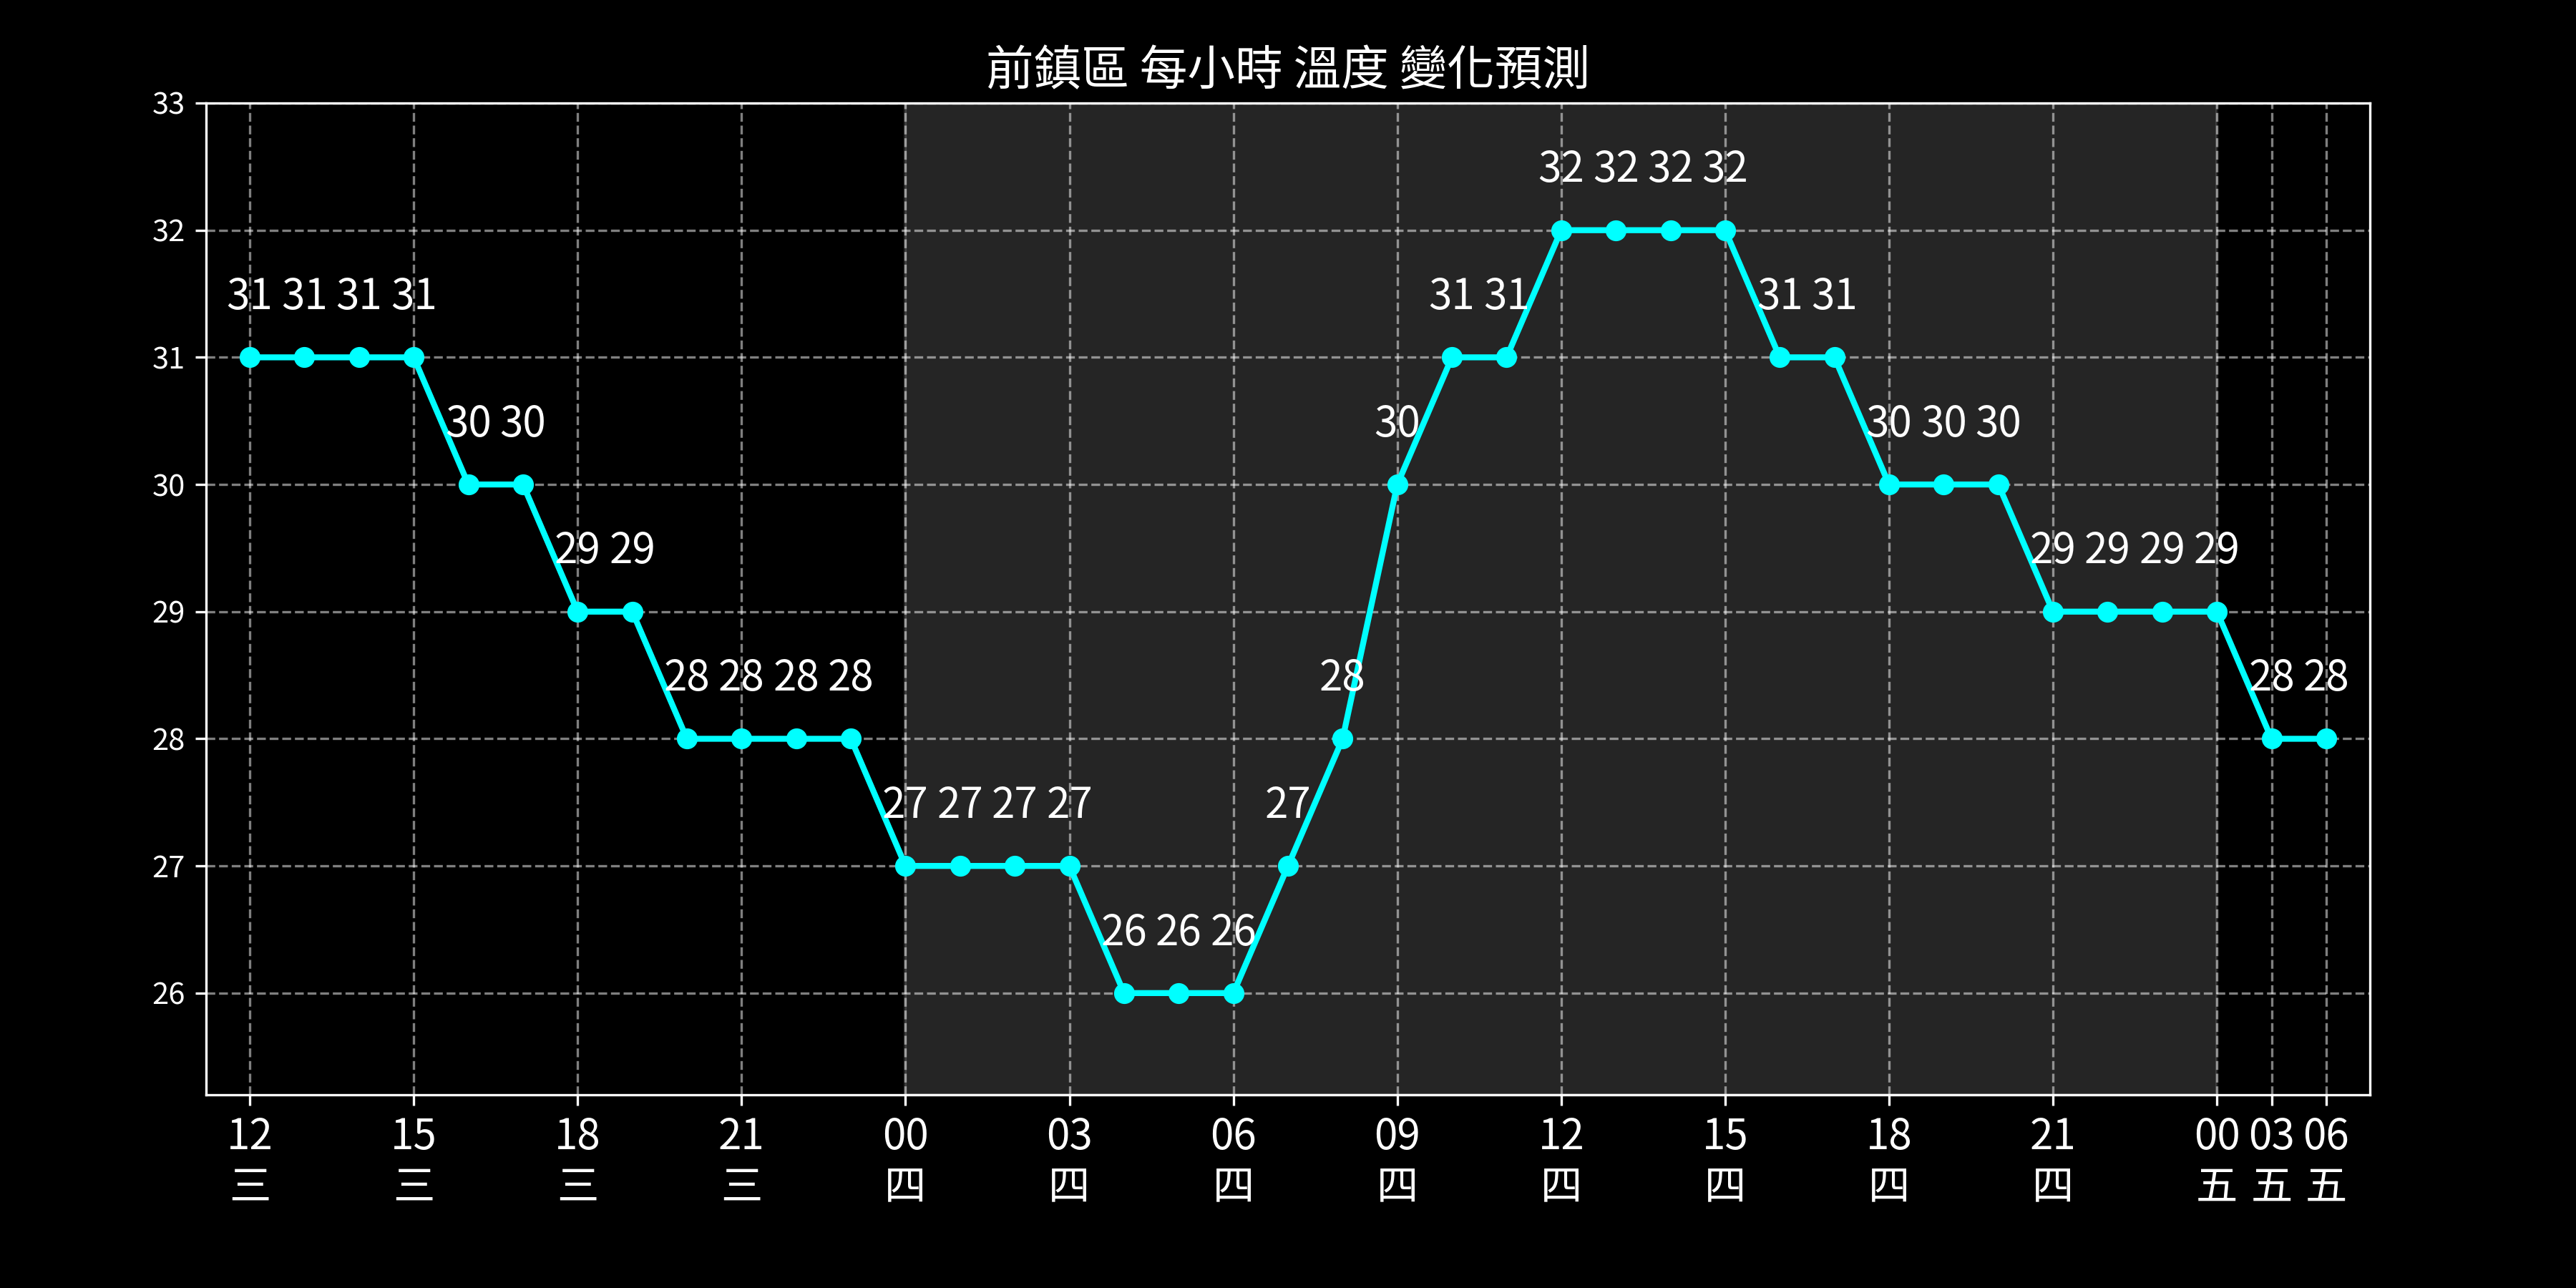 前鎮區 每小時 溫度 變化預測
33
32 32 32 32
32
31 31 31 31 31 31 31 31
31
30 30 30 30 30 30
30
29 29 29 29 29 29
29
28 28 28 28 28 28 28
28
27 27 27 27 27
27
26 26 26
26
12 15 18 21 00 03 06 09 12 15 18 21 00 03 06
三 三 三 三 四 四 四 四 四 四 四 四 五 五 五